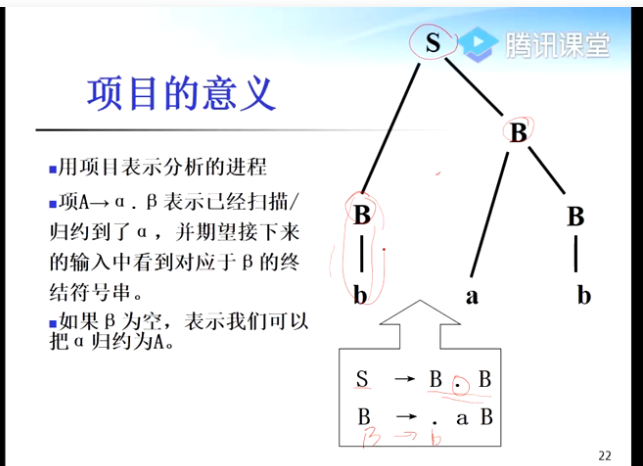 腾讯课堂
项目的意义
用项目表示分析的进程
项A→α.β表示已经扫描/
归约到了α，并期望接下来
的输入中看到对应于β的终
结符号串。
如果β为空，表示我们可以
把α归约为A。
S
B
B B
b a b
S → B . B
B → . a B
B → b
22